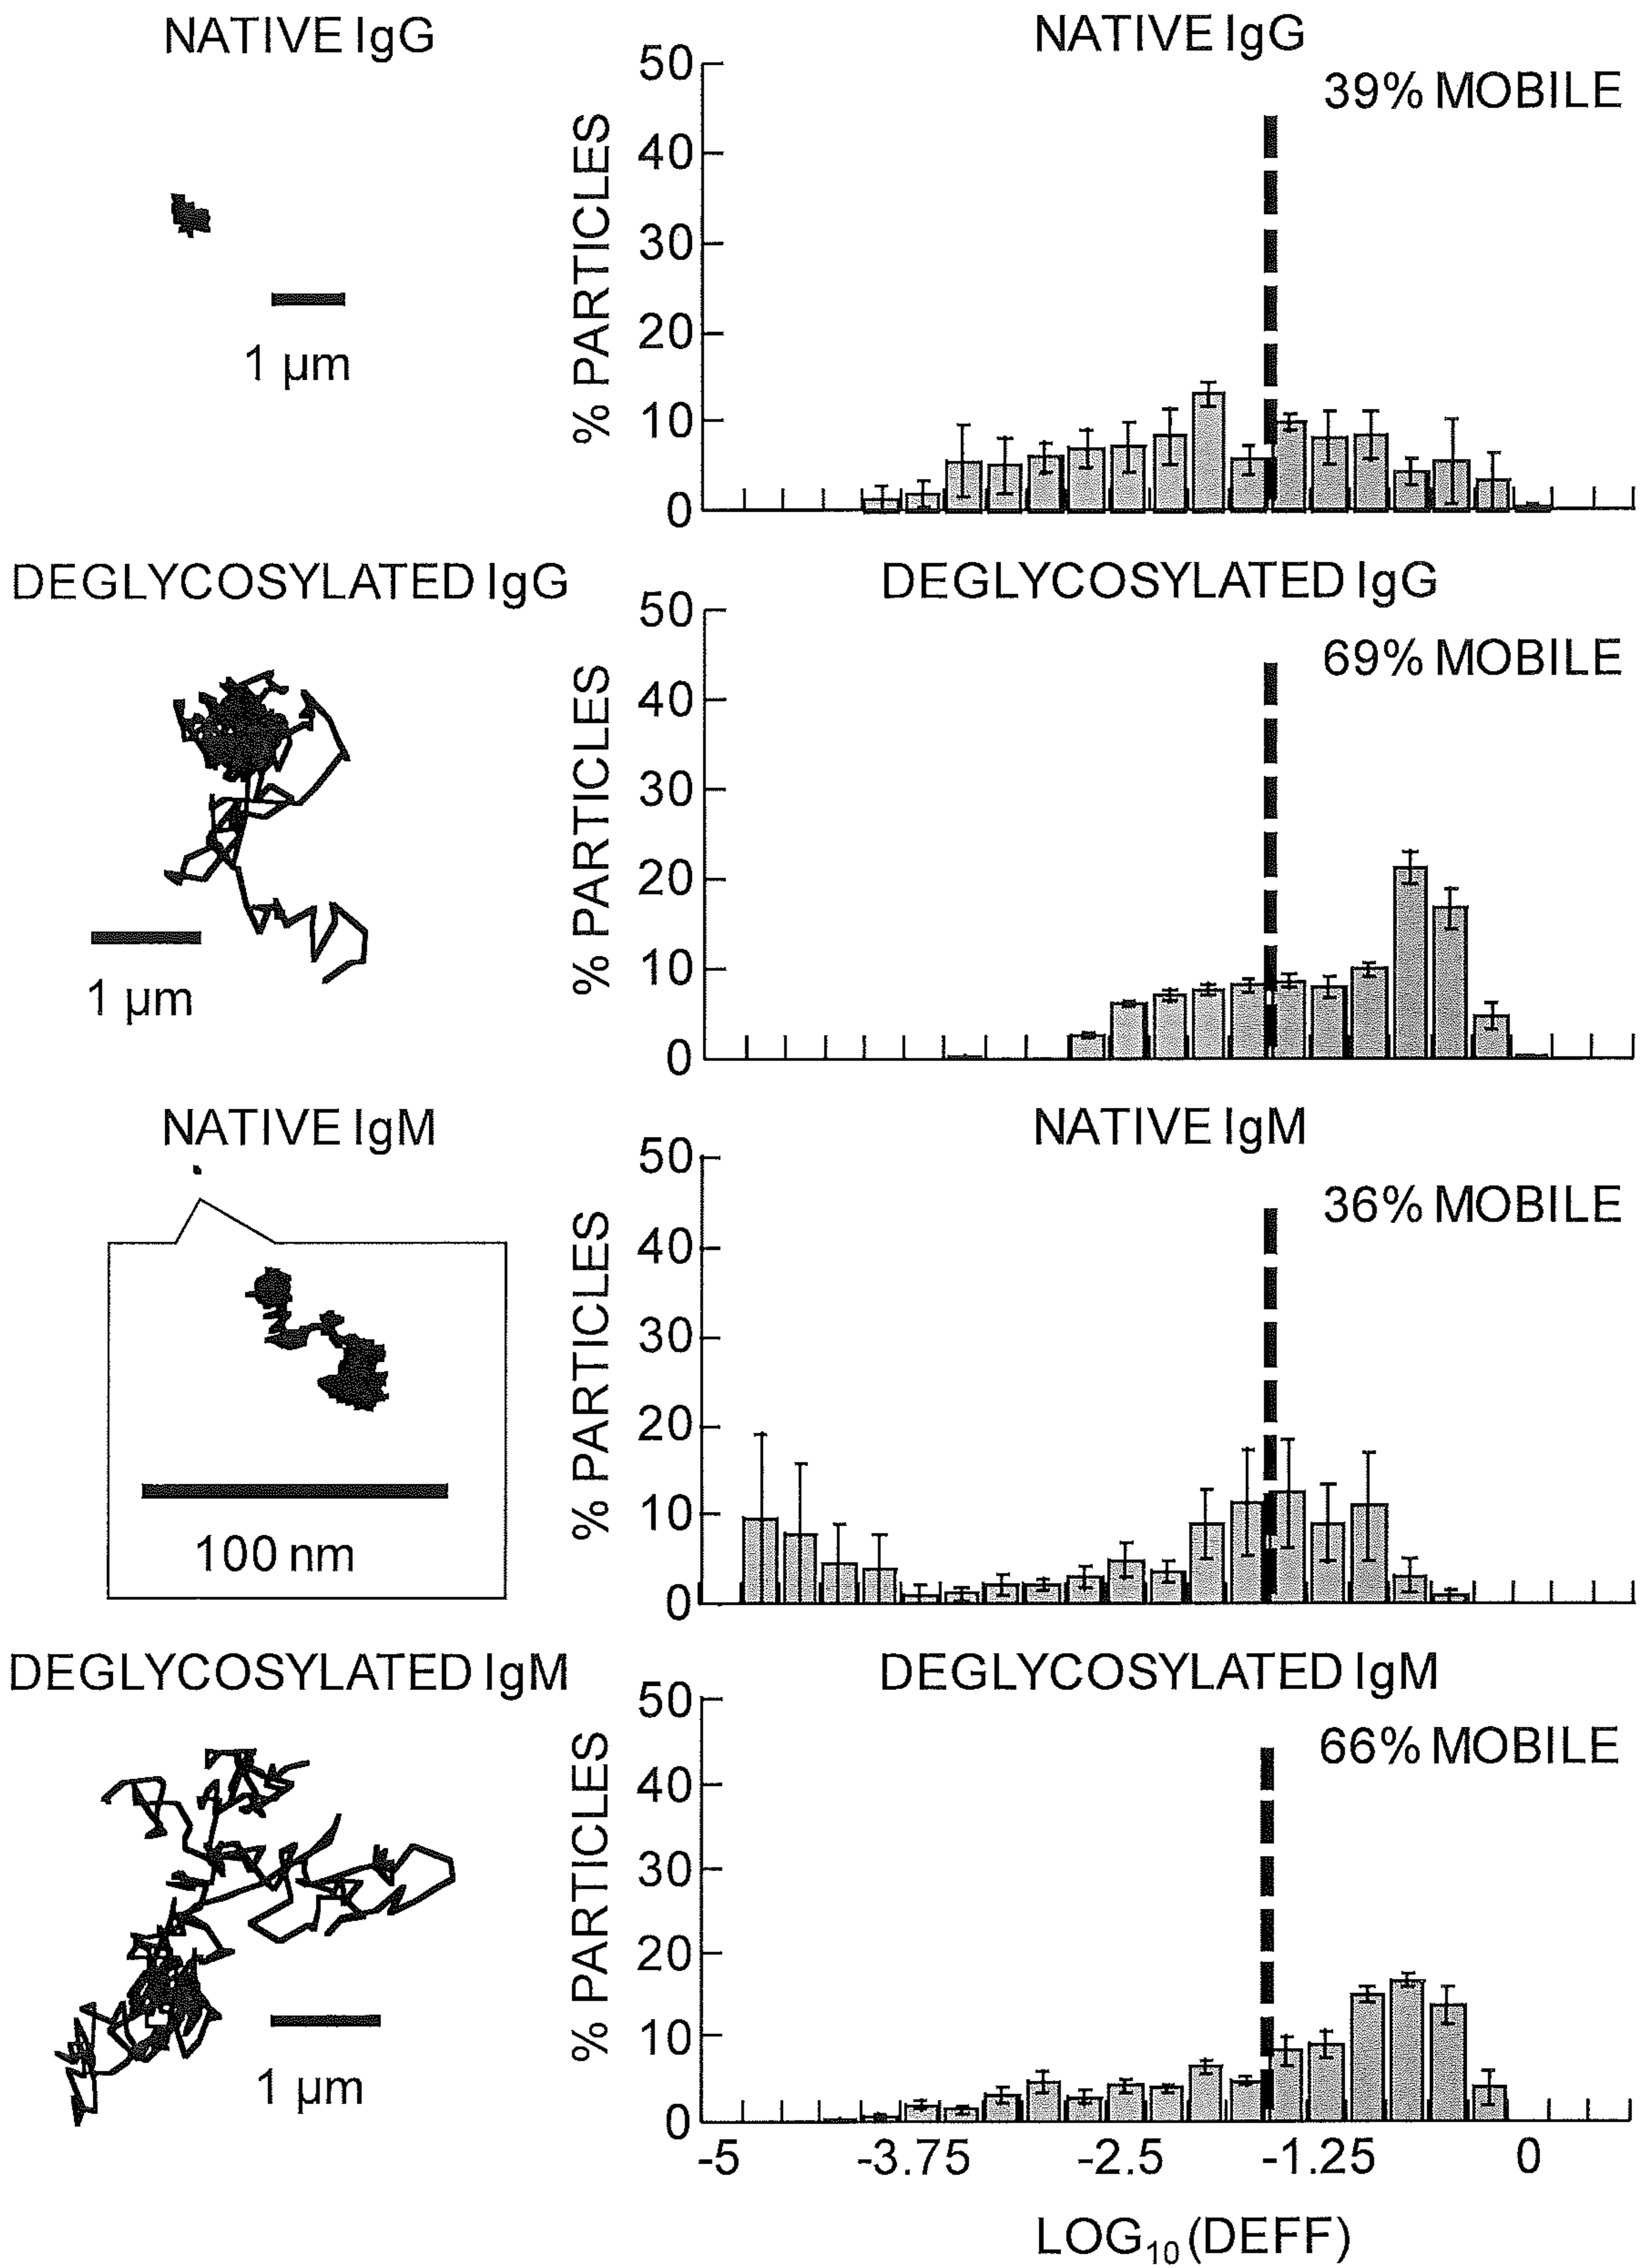 NATIVE IgG
1 µm
NATIVE IgG
39% MOBILE
% PARTICLES
50
40
30
20
10
0
DEGLYCOSYLATED IgG
1 µm
DEGLYCOSYLATED IgG
69% MOBILE
% PARTICLES
50
40
30
20
10
0
NATIVE IgM
100 nm
NATIVE IgM
36% MOBILE
% PARTICLES
50
40
30
20
10
0
DEGLYCOSYLATED IgM
1 µm
DEGLYCOSYLATED IgM
66% MOBILE
% PARTICLES
50
40
30
20
10
0
-5 -3.75 -2.5 -1.25 0
LOG₁₀(DEFF)